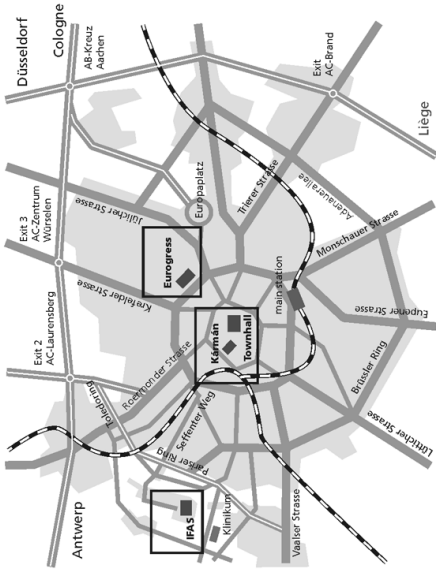 Düsseldorf
Cologne
AB-Kreuz
Aachen
Exit
AC-Brand
Liège
Exit 3
AC-Zentrum
Würselen
Jülicher Strasse
Europaplatz
Trierer Strasse
Adenauerallee
Monschauer Strasse
Eurogress
Krefelder Strasse
main station
Eupener Strasse
Exit 2
AC-Laurensberg
Kármán
Townhall
Roermonder Strasse
Toledoring
Seffenter Weg
Pariser Ring
Brüssler Ring
Lütticher Strasse
Antwerp
IFAS
Klinikum
Vaalser Strasse